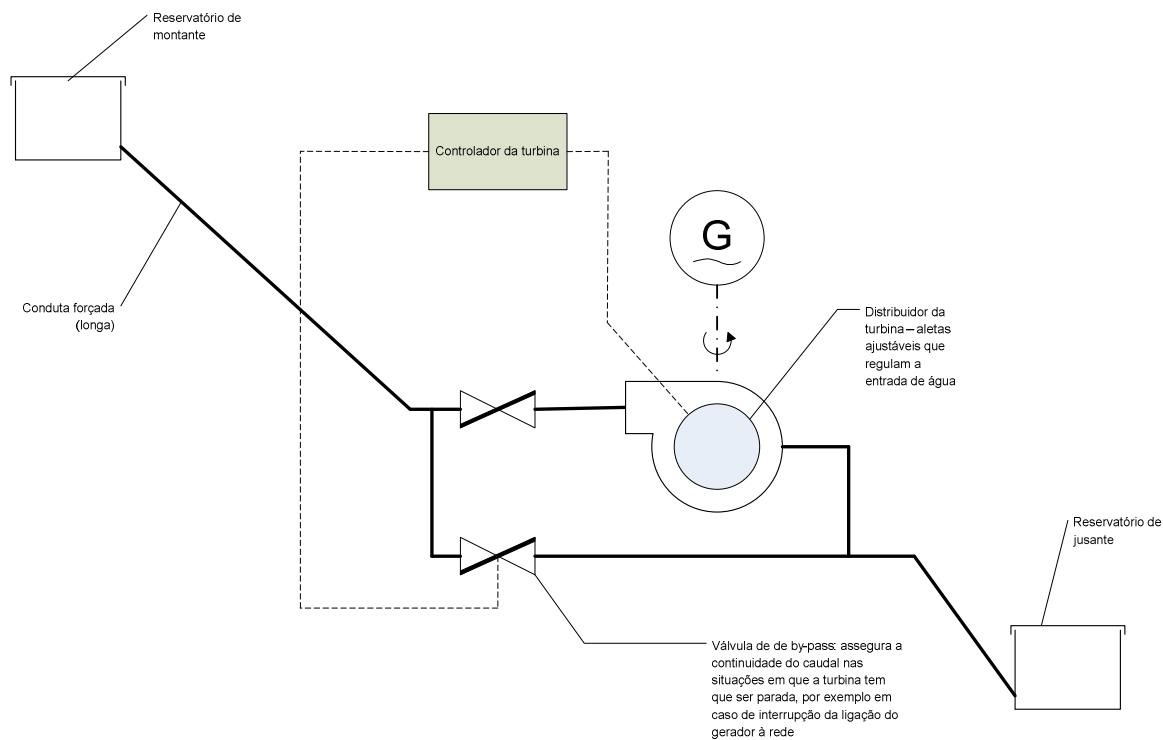 Reservatório de
montante
Controlador da turbina
G
Conduta forçada
(longa)
Distribuidor da
turbina – aletas
ajustáveis que
regulam a
entrada de água
Reservatório de
jusante
Válvula de de by-pass: assegura a
continuidade do caudal nas
situações em que a turbina tem
que ser parada, por exemplo em
caso de interrupção da ligação do
gerador à rede